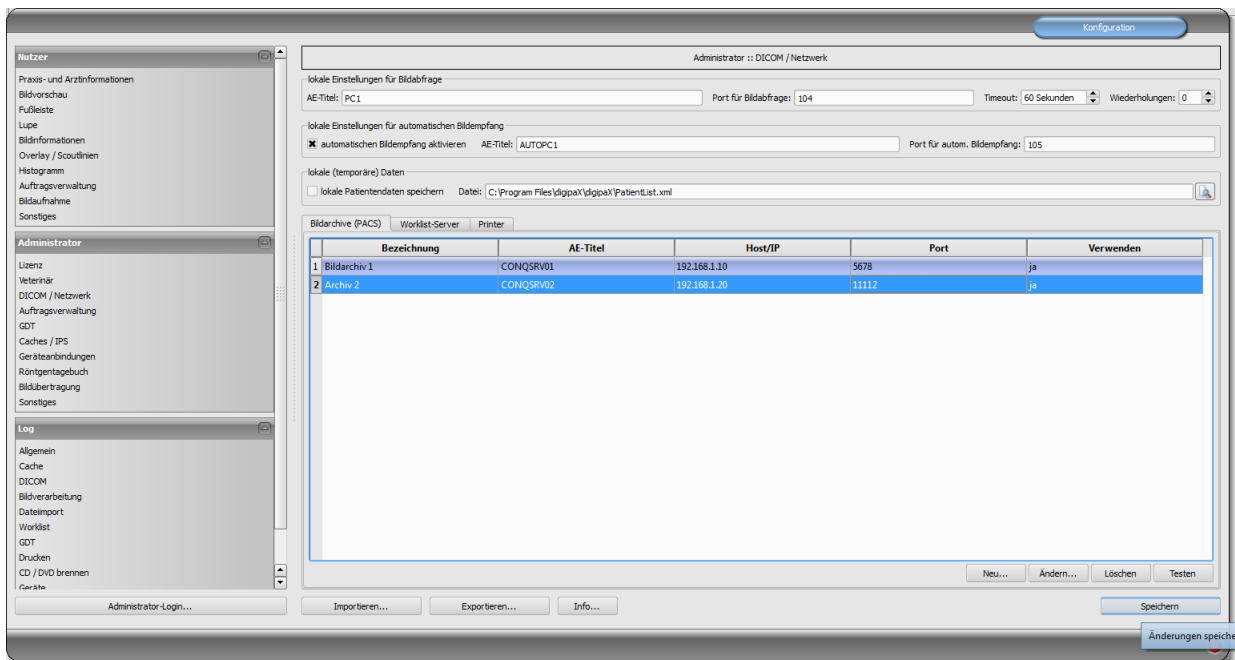 Konfiguration
Nutzer
Praxis- und Arztinformationen
Bildvorschau
Fußleiste
Lupe
Bildinformationen
Overlay / Scoutlinien
Histogramm
Auftragsverwaltung
Bildaufnahme
Sonstiges
Administrator
Lizenz
Veterinär
DICOM / Netzwerk
Auftragsverwaltung
GDT
Caches / IPS
Geräteanbindungen
Röntgentagebuch
Bildübertragung
Sonstiges
Log
Allgemein
Cache
DICOM
Bildverarbeitung
Dateiimport
Worklist
GDT
Drucken
CD / DVD brennen
Geräte
Administrator-Login...
Administrator :: DICOM / Netzwerk
lokale Einstellungen für Bildabfrage
AE-Titel: PC1 Port für Bildabfrage: 104 Timeout: 60 Sekunden Wiederholungen: 0
lokale Einstellungen für automatischen Bildempfang
automatischen Bildempfang aktivieren AE-Titel: AUTOPC1 Port für autom. Bildempfang: 105
lokale (temporäre) Daten
lokale Patientendaten speichern Datei: C:\Program Files\digipaX\digipaX\PatientList.xml
Bildarchive (PACS) Worklist-Server Printer
Bezeichnung AE-Titel Host/IP Port Verwenden
1 Bildarchiv 1 CONQSRV01 192.168.1.10 5678 ja
2 Archiv 2 CONQSRV02 192.168.1.20 11112 ja
Neu... Ändern... Löschen Testen
Importieren... Exportieren... Info... Speichern
Änderungen speiche